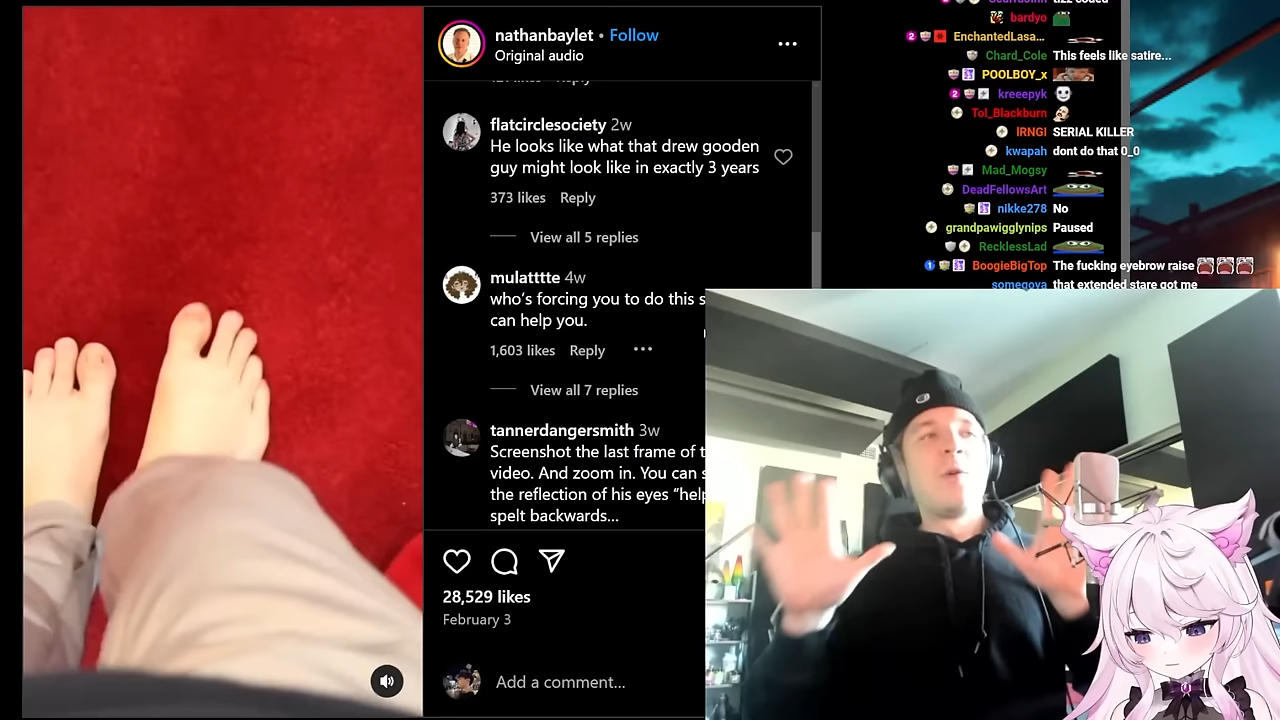 nathanbaylet • Follow
Original audio
Reply
flatcirclesociety 2w
He looks like what that drew gooden
guy might look like in exactly 3 years
373 likes Reply
View all 5 replies
mulatttte 4w
who's forcing you to do this s
can help you.
1,603 likes Reply
View all 7 replies
tannerdangersmith 3w
Screenshot the last frame of t
video. And zoom in. You can s
the reflection of his eyes "help
spelt backwards...
28,529 likes
February 3
Add a comment...
bardyo
EnchantedLasa...
Chard_Cole This feels like satire...
POOLBOY_x
2 kreeepyk
Tol_Blackburn
IRNGI SERIAL KILLER
kwapah dont do that 0_0
Mad_Mogsy
DeadFellowsArt
nikke278 No
grandpawigglynips Paused
RecklessLad
1 BoogieBigTop The fucking eyebrow raise
that extended stare got me